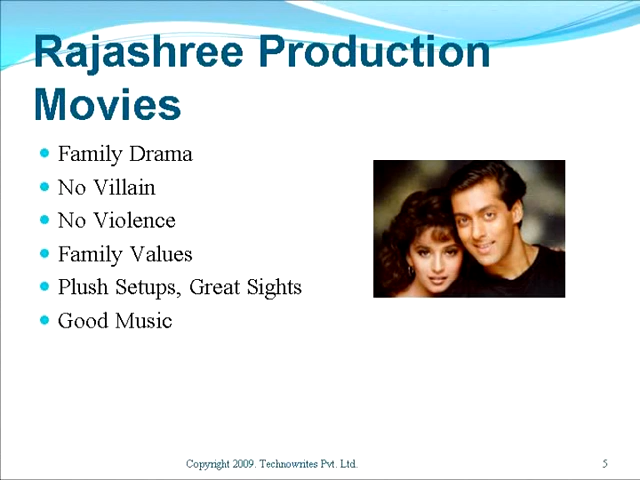 Rajashree Production
Movies
Family Drama
No Villain
No Violence
Family Values
Plush Setups, Great Sights
Good Music
Copyright 2009. Technowrites Pvt. Ltd.
5